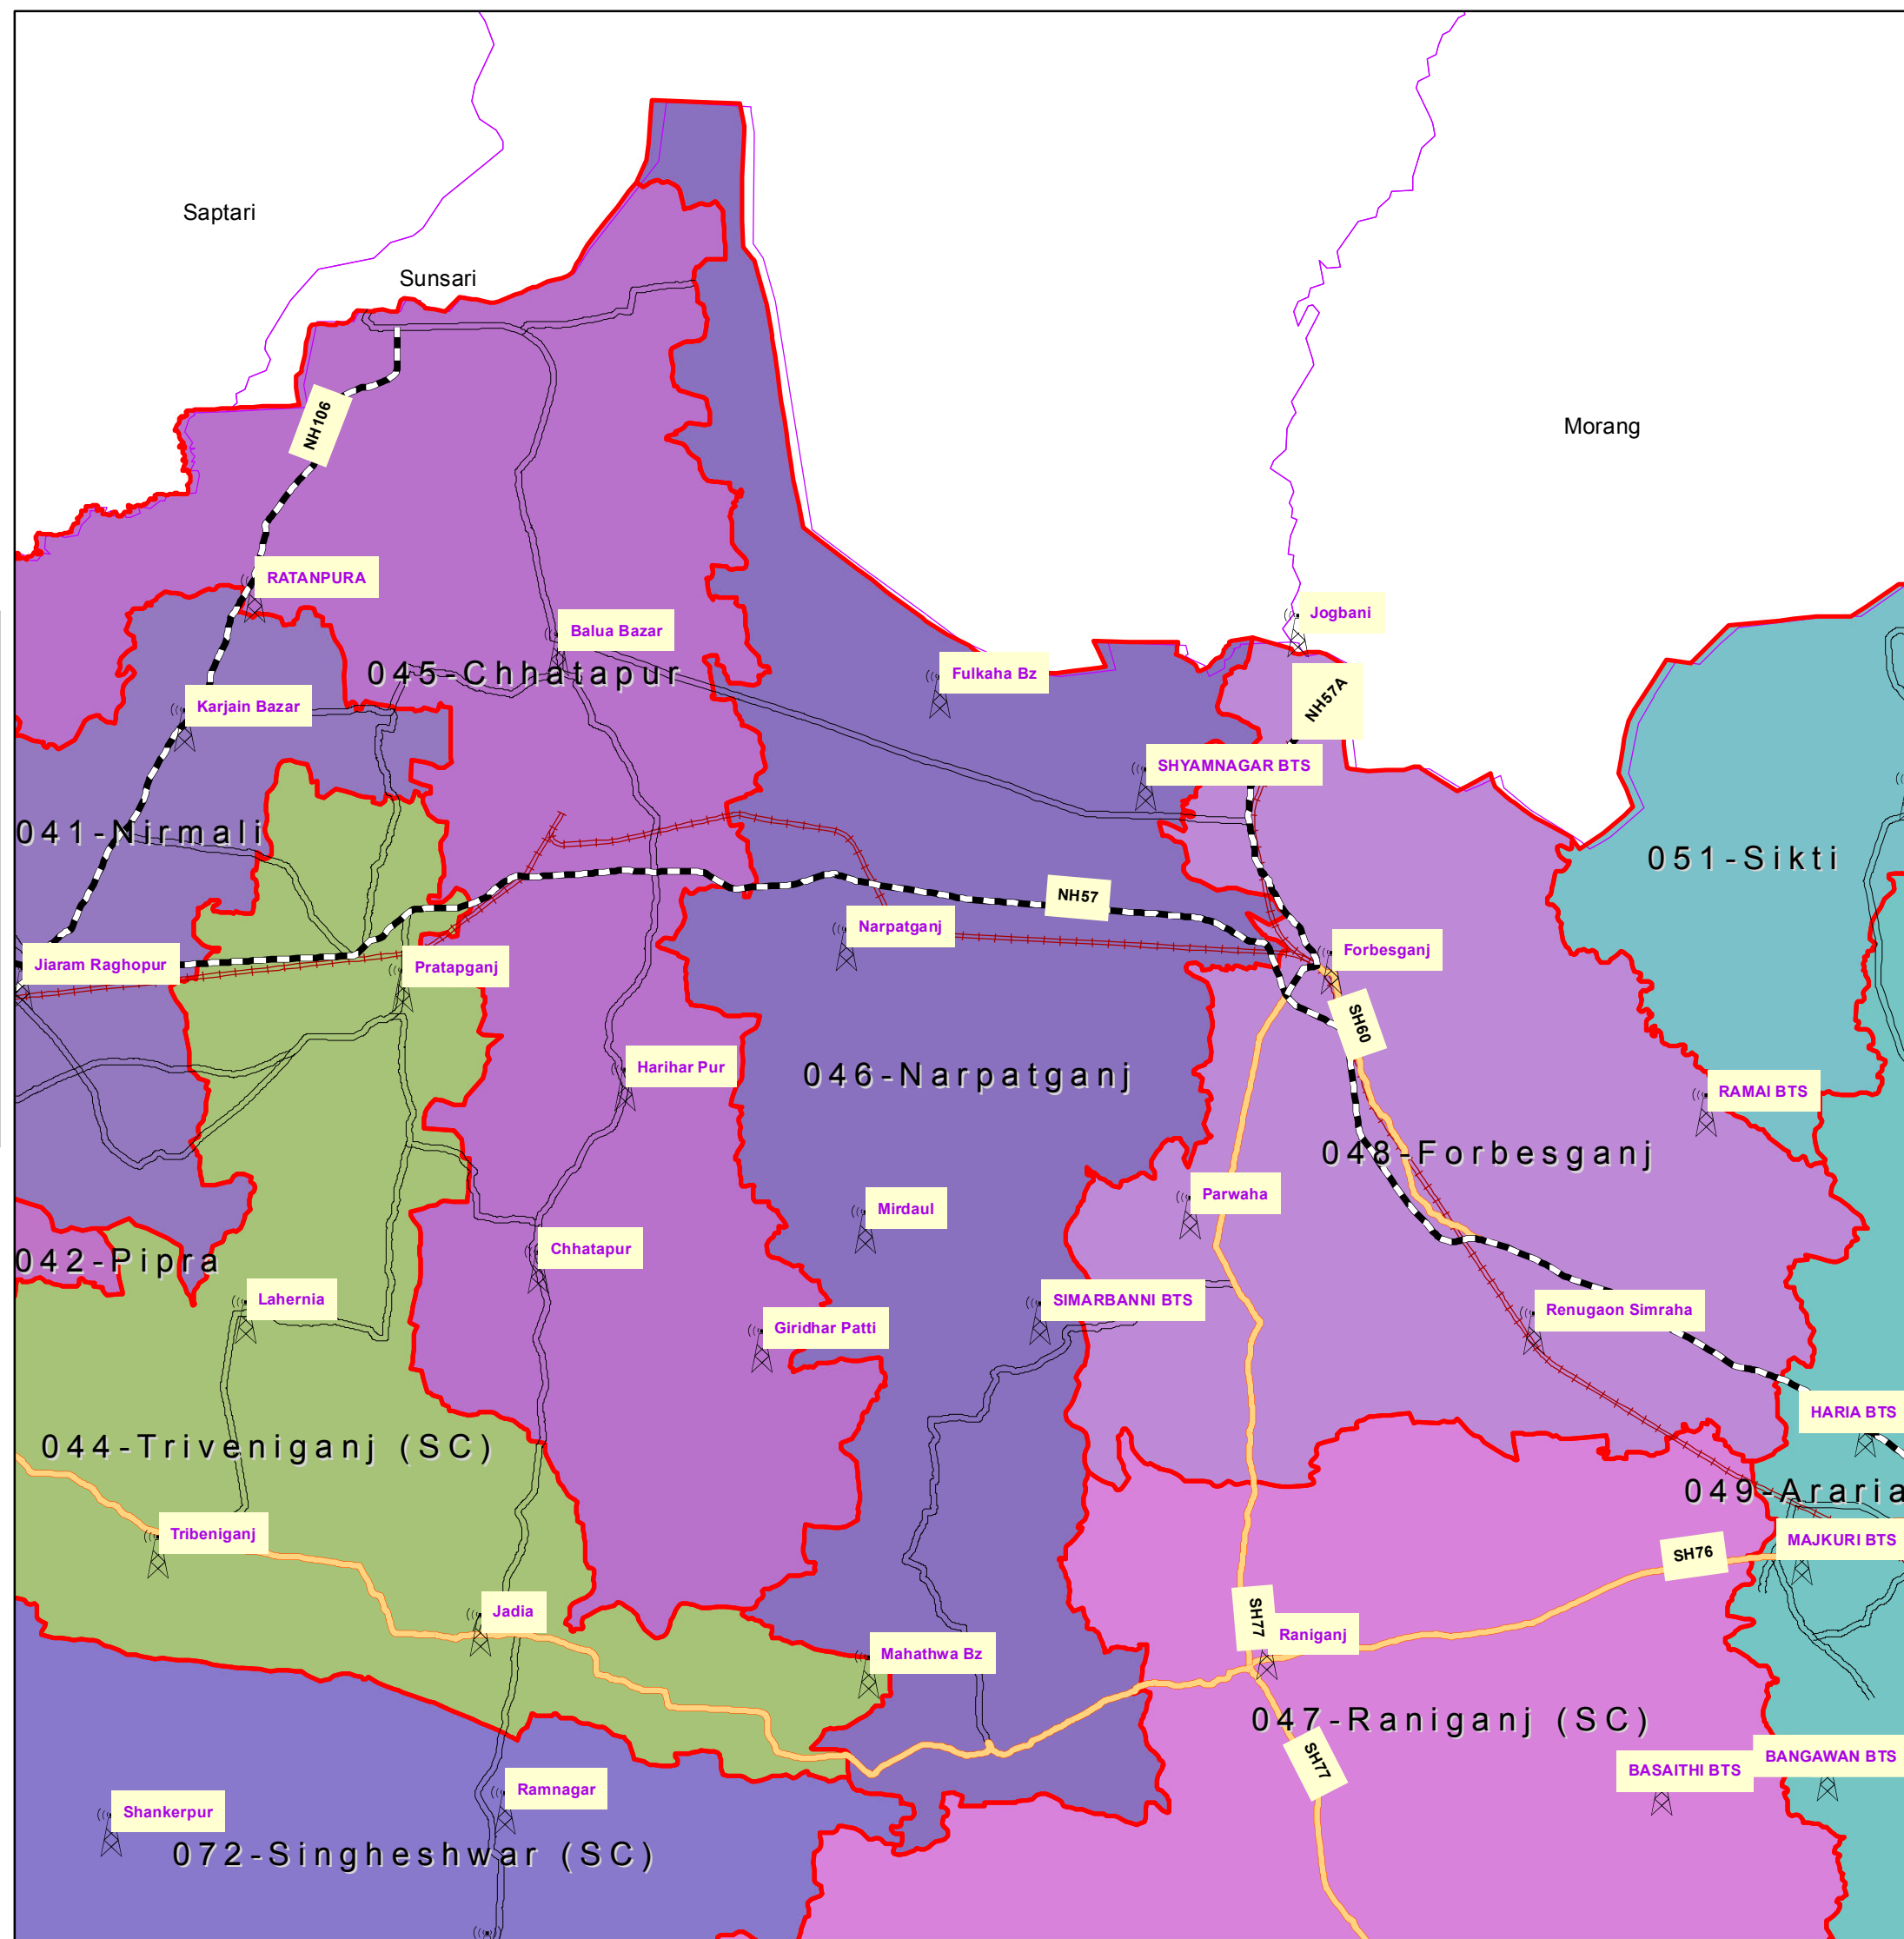 Saptari
Sunsari
Morang
NH106
RATANPURA
Balua Bazar
Jogbani
045-Chhatapur
Fulkaha Bz
NH57A
Karjain Bazar
SHYAMNAGAR BTS
041-Nirmali
051-Sikti
NH57
Narpatganj
Forbesganj
Jiaram Raghopur
Pratapganj
SH60
Harihar Pur
046-Narpatganj
RAMAI BTS
048-Forbesganj
Parwaha
Mirdaul
Chhatapur
042-Pipra
Lahernia
SIMARBANNI BTS
Renugaon Simraha
Giridhar Patti
HARIA BTS
044-Triveniganj (SC)
049-Araria
Tribeniganj
MAJKURI BTS
SH76
Jadia
SH77
Raniganj
Mahathwa Bz
047-Raniganj (SC)
SH77
BANGAWAN BTS
BASAITHI BTS
Ramnagar
Shankerpur
072-Singheshwar (SC)